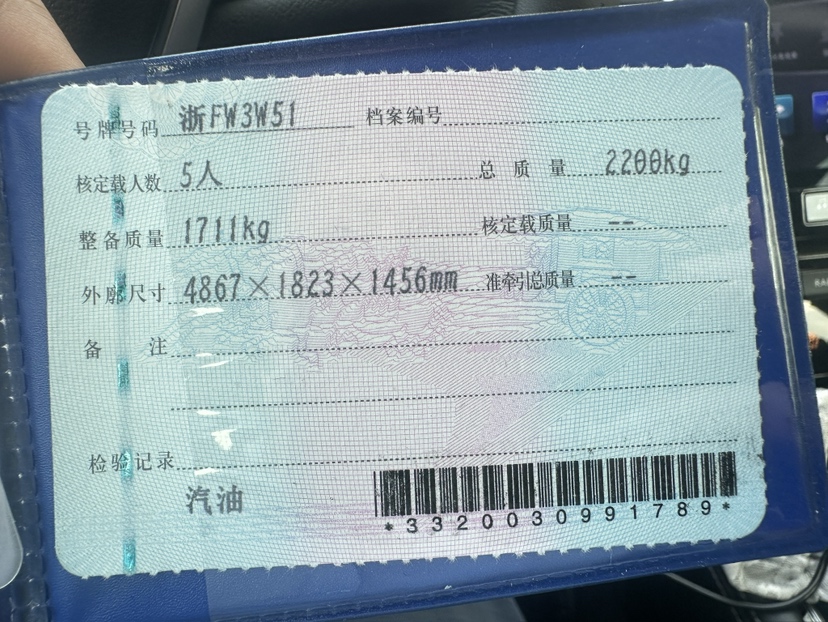 号牌号码 浙FW3W51 档案编号
核定载人数 5人 总质量 2200kg
整备质量 1711kg 核定载质量 --
外廓尺寸 4867×1823×1456mm 准牵引总质量 --
备注
检验记录
汽油
*3320030991789*